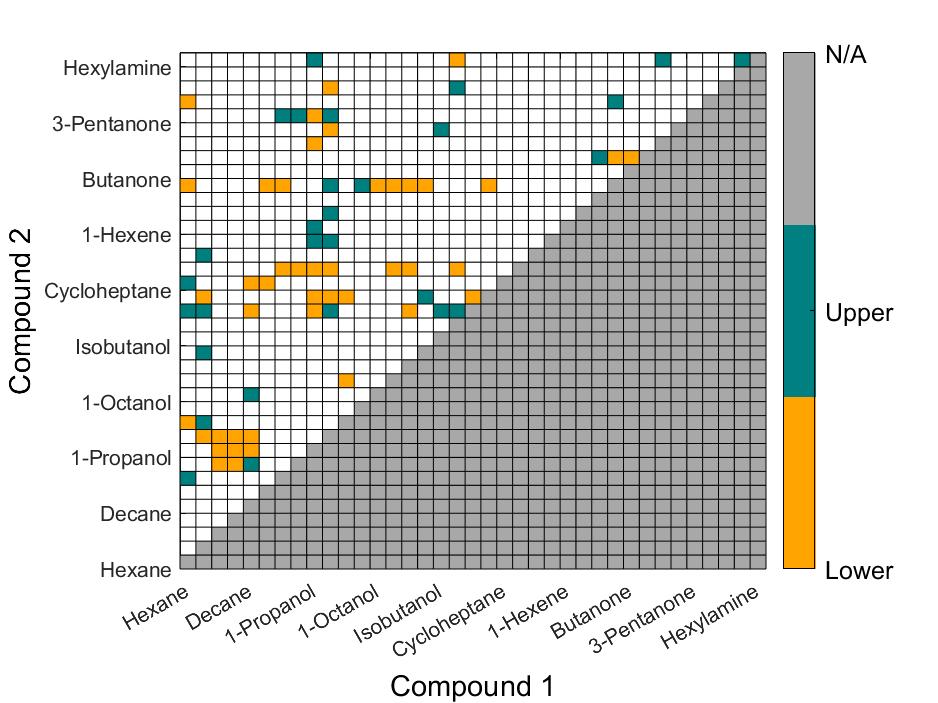 N/A
Hexylamine
3-Pentanone
Butanone
1-Hexene
Cycloheptane
Isobutanol
1-Octanol
1-Propanol
Decane
Hexane
Compound 2
Upper
Lower
Hexane
Decane
1-Propanol
1-Octanol
Isobutanol
Cycloheptane
1-Hexene
Butanone
3-Pentanone
Hexylamine
Compound 1